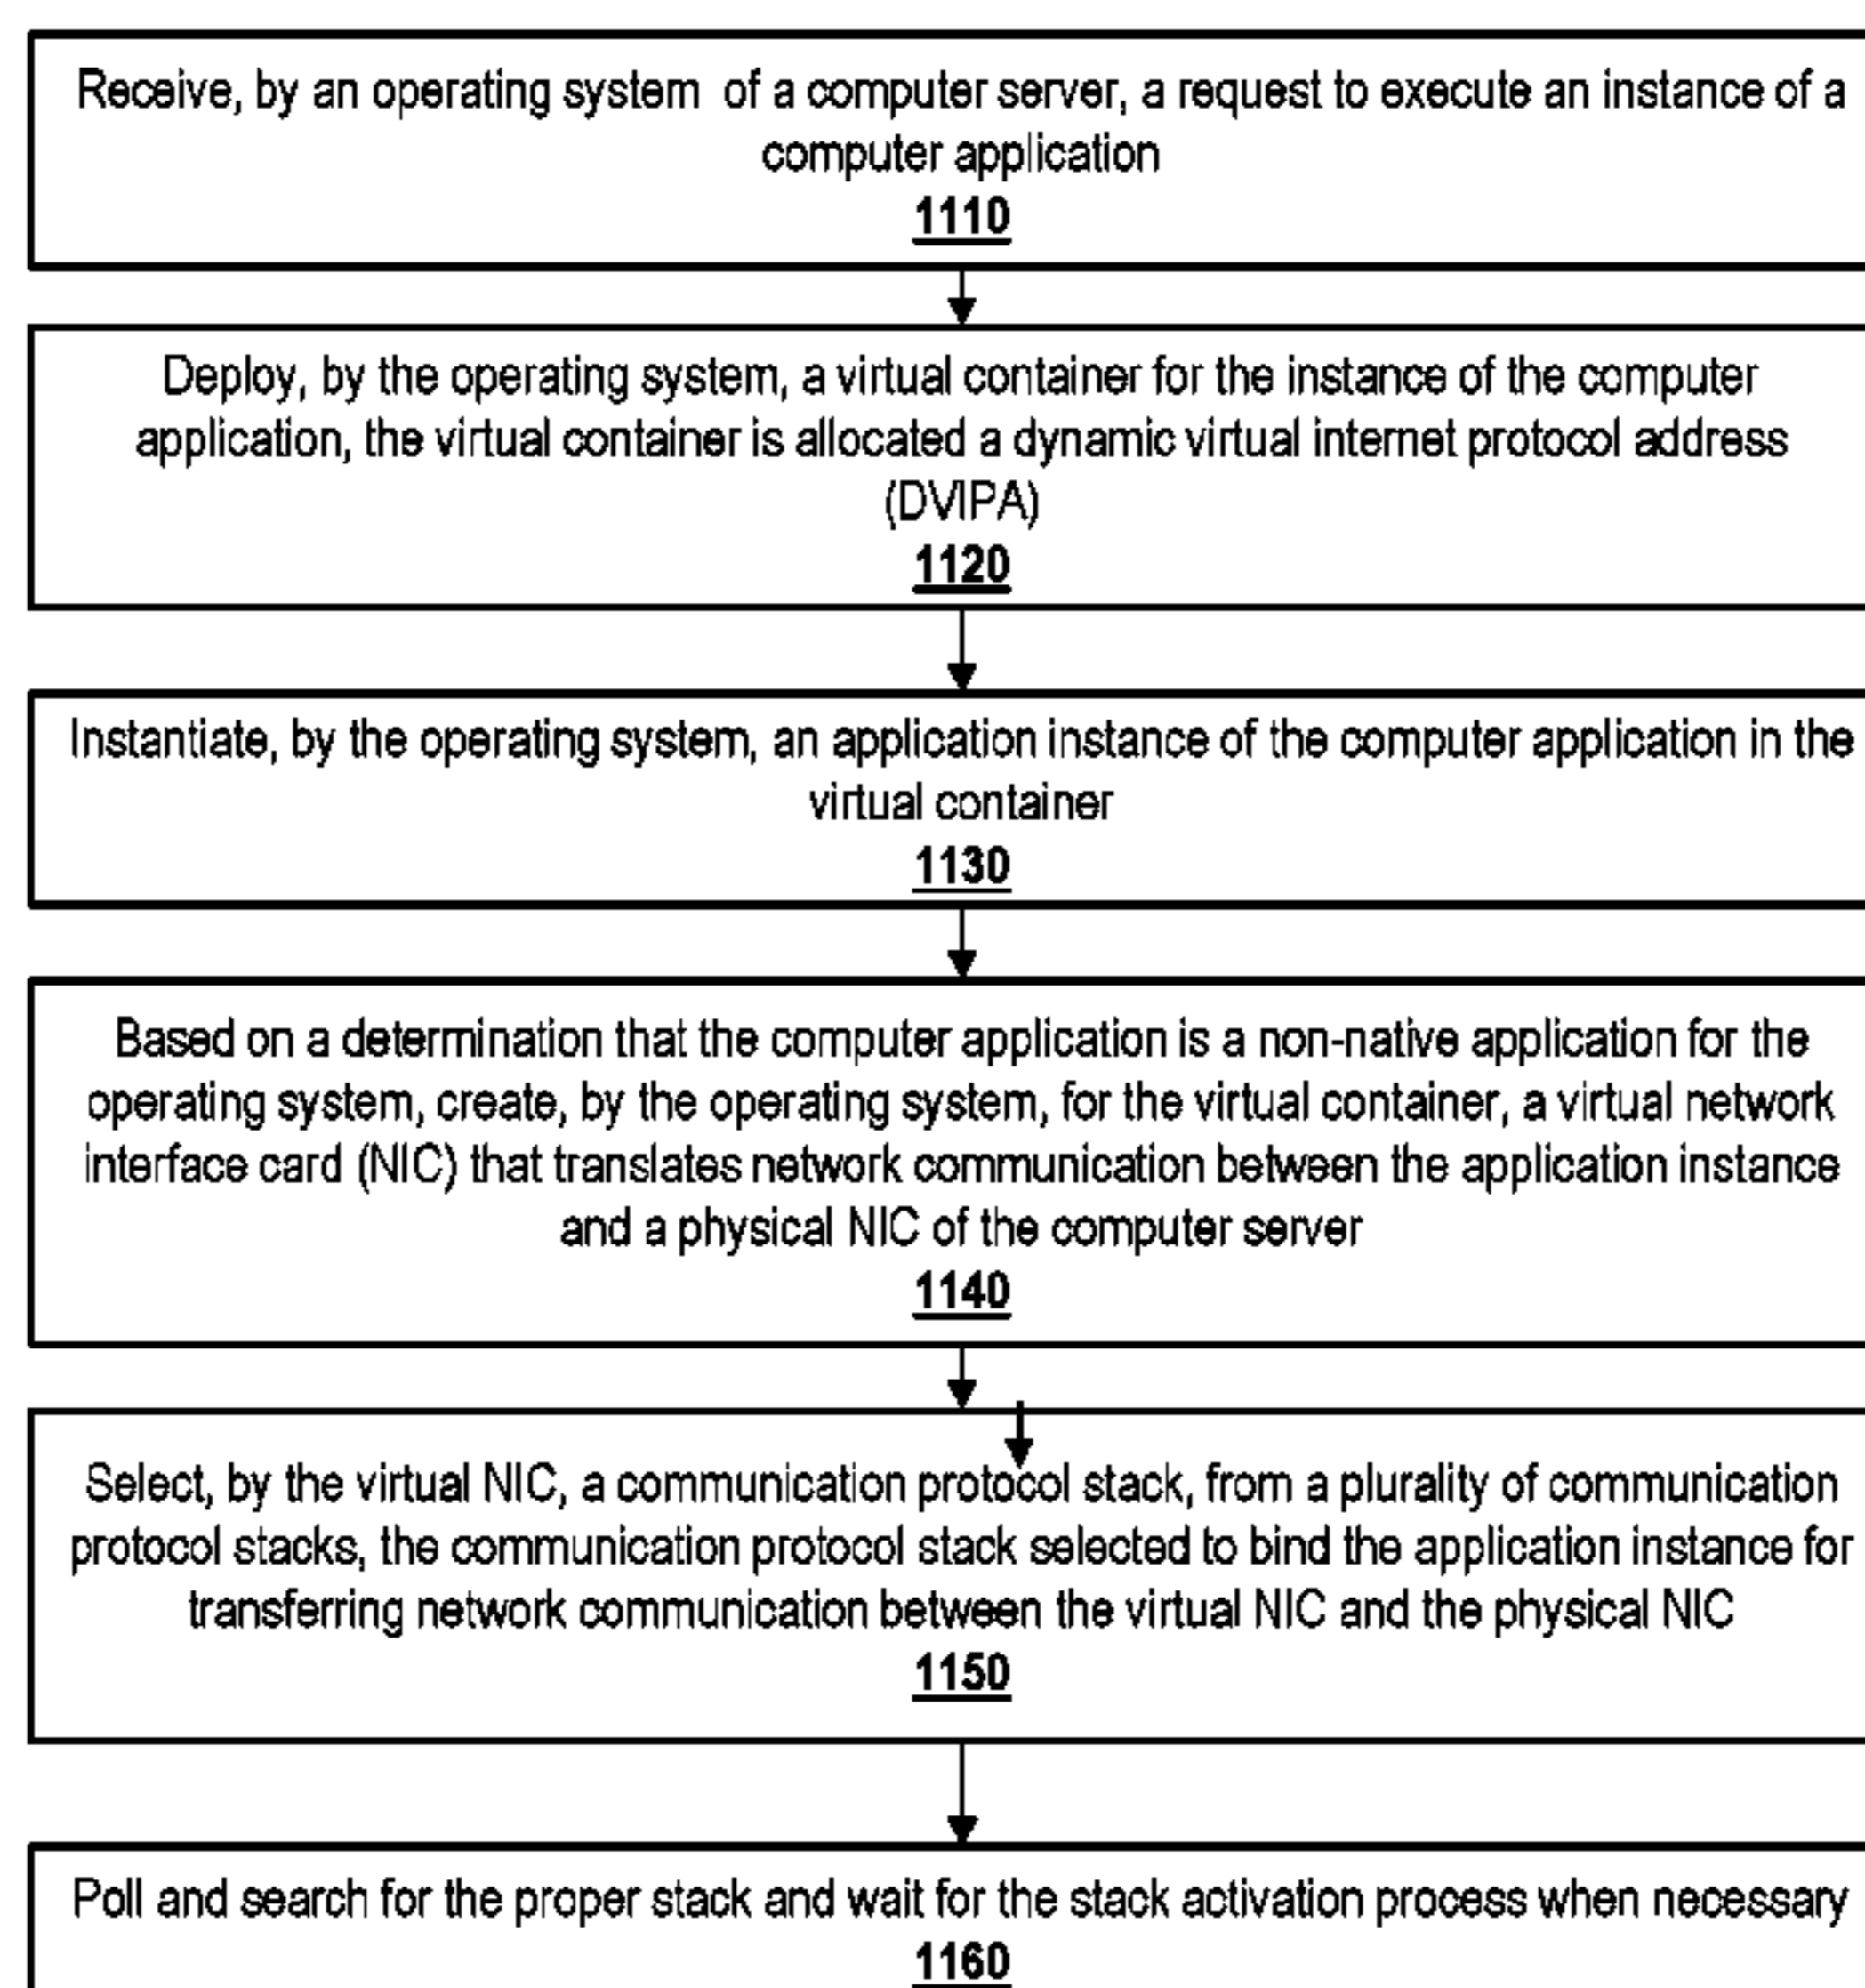 Receive, by an operating system of a computer server, a request to execute an instance of a
computer application
1110
Deploy, by the operating system, a virtual container for the instance of the computer
application, the virtual container is allocated a dynamic virtual internet protocol address
(DVIPA)
1120
Instantiate, by the operating system, an application instance of the computer application in the
virtual container
1130
Based on a determination that the computer application is a non-native application for the
operating system, create, by the operating system, for the virtual container, a virtual network
interface card (NIC) that translates network communication between the application instance
and a physical NIC of the computer server
1140
Select, by the virtual NIC, a communication protocol stack, from a plurality of communication
protocol stacks, the communication protocol stack selected to bind the application instance for
transferring network communication between the virtual NIC and the physical NIC
1150
Poll and search for the proper stack and wait for the stack activation process when necessary
1160